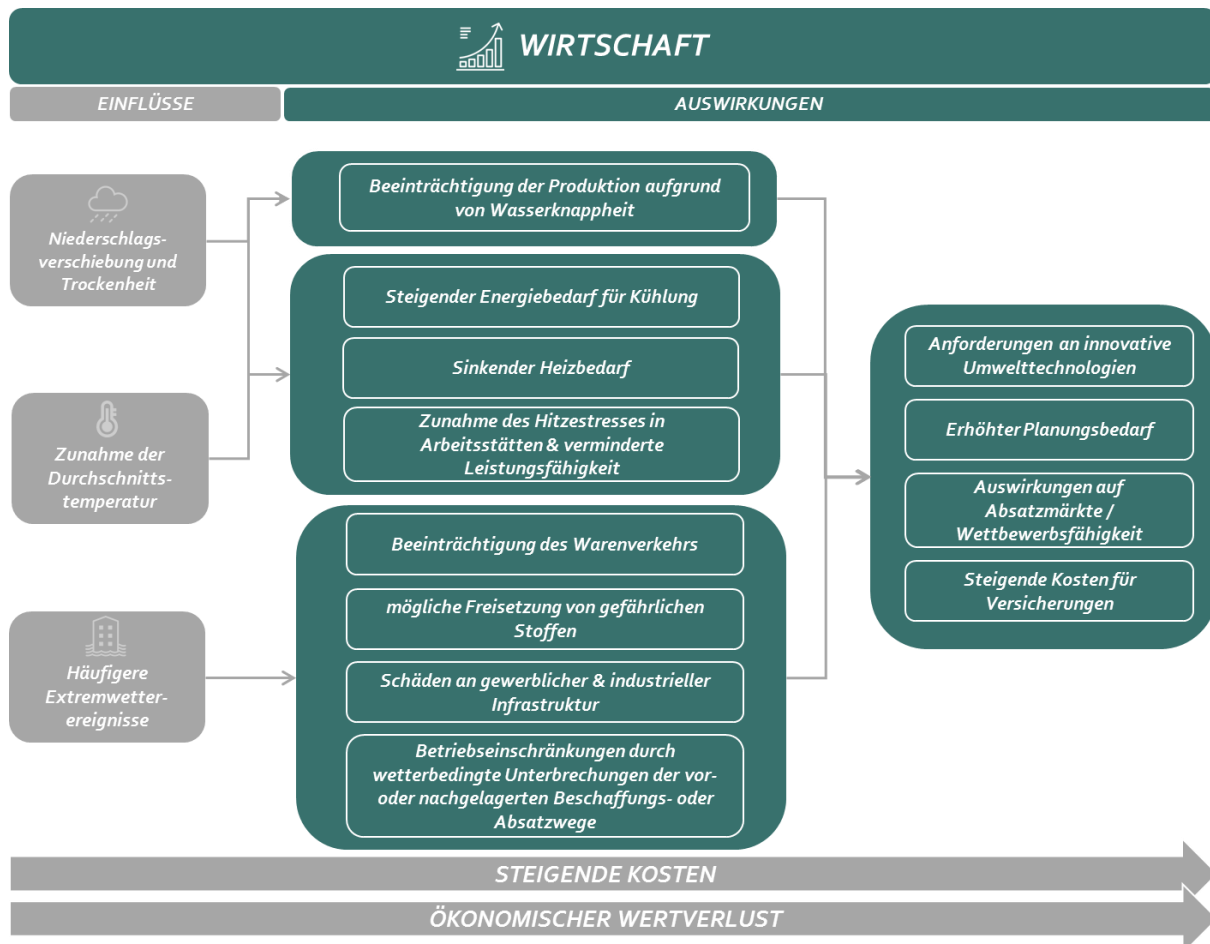 WIRTSCHAFT
EINFLÜSSE
AUSWIRKUNGEN
Niederschlags-
verschiebung und
Trockenheit
Zunahme der
Durchschnitts-
temperatur
Häufigere
Extremwetter-
ereignisse
Beeinträchtigung der Produktion aufgrund
von Wasserknappheit
Steigender Energiebedarf für Kühlung
Sinkender Heizbedarf
Zunahme des Hitzestresses in
Arbeitsstätten & verminderte
Leistungsfähigkeit
Beeinträchtigung des Warenverkehrs
mögliche Freisetzung von gefährlichen
Stoffen
Schäden an gewerblicher & industrieller
Infrastruktur
Betriebseinschränkungen durch
wetterbedingte Unterbrechungen der vor-
oder nachgelagerten Beschaffungs- oder
Absatzwege
Anforderungen an innovative
Umwelttechnologien
Erhöhter Planungsbedarf
Auswirkungen auf
Absatzmärkte /
Wettbewerbsfähigkeit
Steigende Kosten für
Versicherungen
STEIGENDE KOSTEN
ÖKONOMISCHER WERTVERLUST